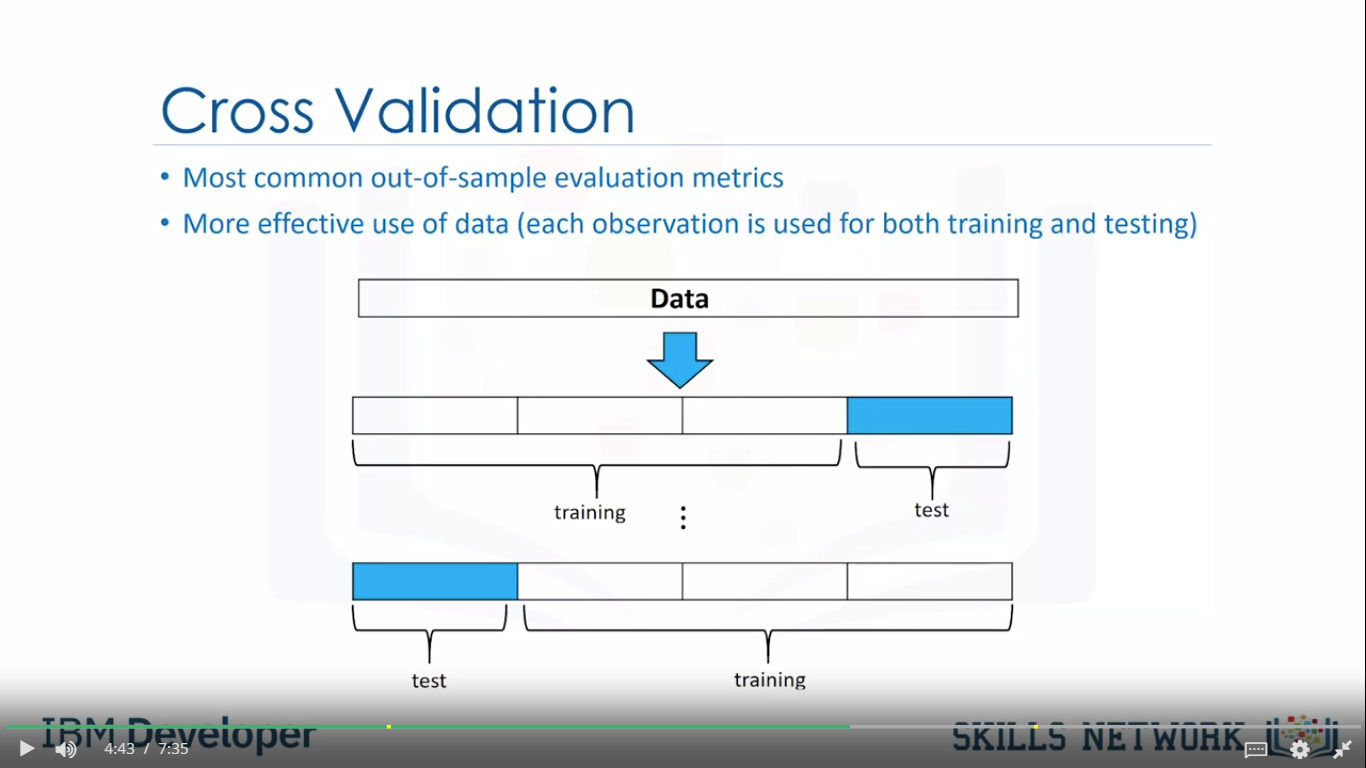 Cross Validation
• Most common out-of-sample evaluation metrics
• More effective use of data (each observation is used for both training and testing)
Data
training
⋮
test
test
training
IBM Developer
SKILLS NETWORK
4:43 / 7:35